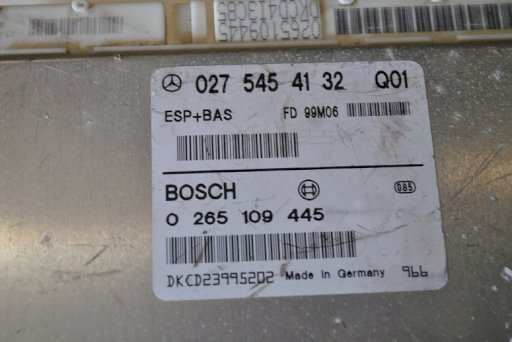 027 545 41 32 Q01
ESP+BAS FD 99M06
BOSCH 085
0 265 109 445
DKCD23995202 Made in Germany 966